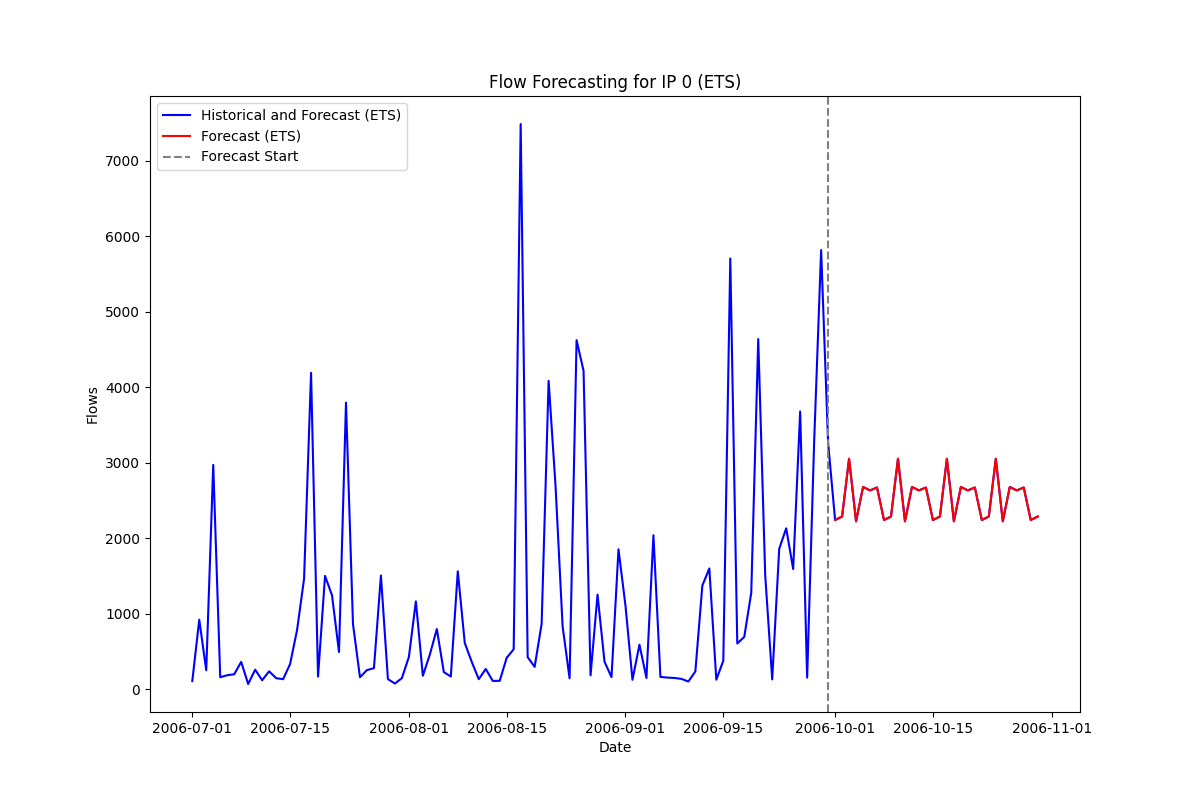 Flow Forecasting for IP 0 (ETS)
Historical and Forecast (ETS)
Forecast (ETS)
Forecast Start
7000
6000
5000
4000
3000
2000
1000
0
Flows
2006-07-01 2006-07-15 2006-08-01 2006-08-15 2006-09-01 2006-09-15 2006-10-01 2006-10-15 2006-11-01
Date